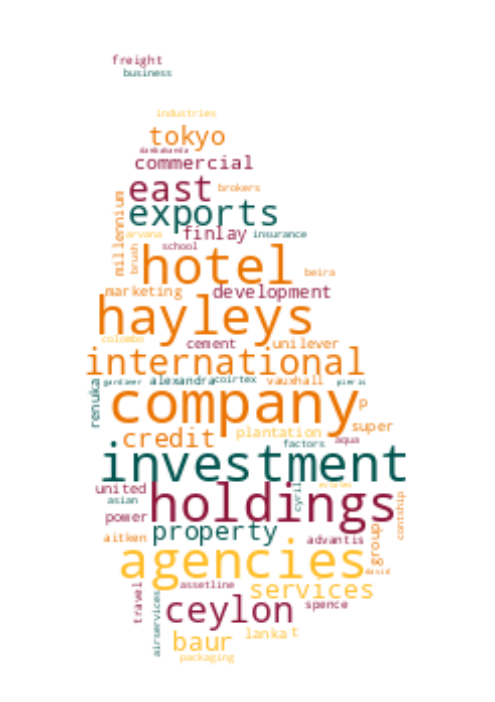 freight
business
industries
tokyo
dambakanda
commercial
east
brokers
millennium
exports
arvana
finlay
insurance
brush
school
hotel
beira
marketing
development
hayleys
colombo
cement
unilever
international
renuka
gardiner
alexandra
coirtex
vauxhall
pieris
company
p
super
credit
plantation
factors
aqua
investment
united
asian
holdings
cyril
contship
power
property
advantis
group
aitken
agencies
david
travel
assetline
services
airservices
ceylon
spence
baur
lanka
t
packaging